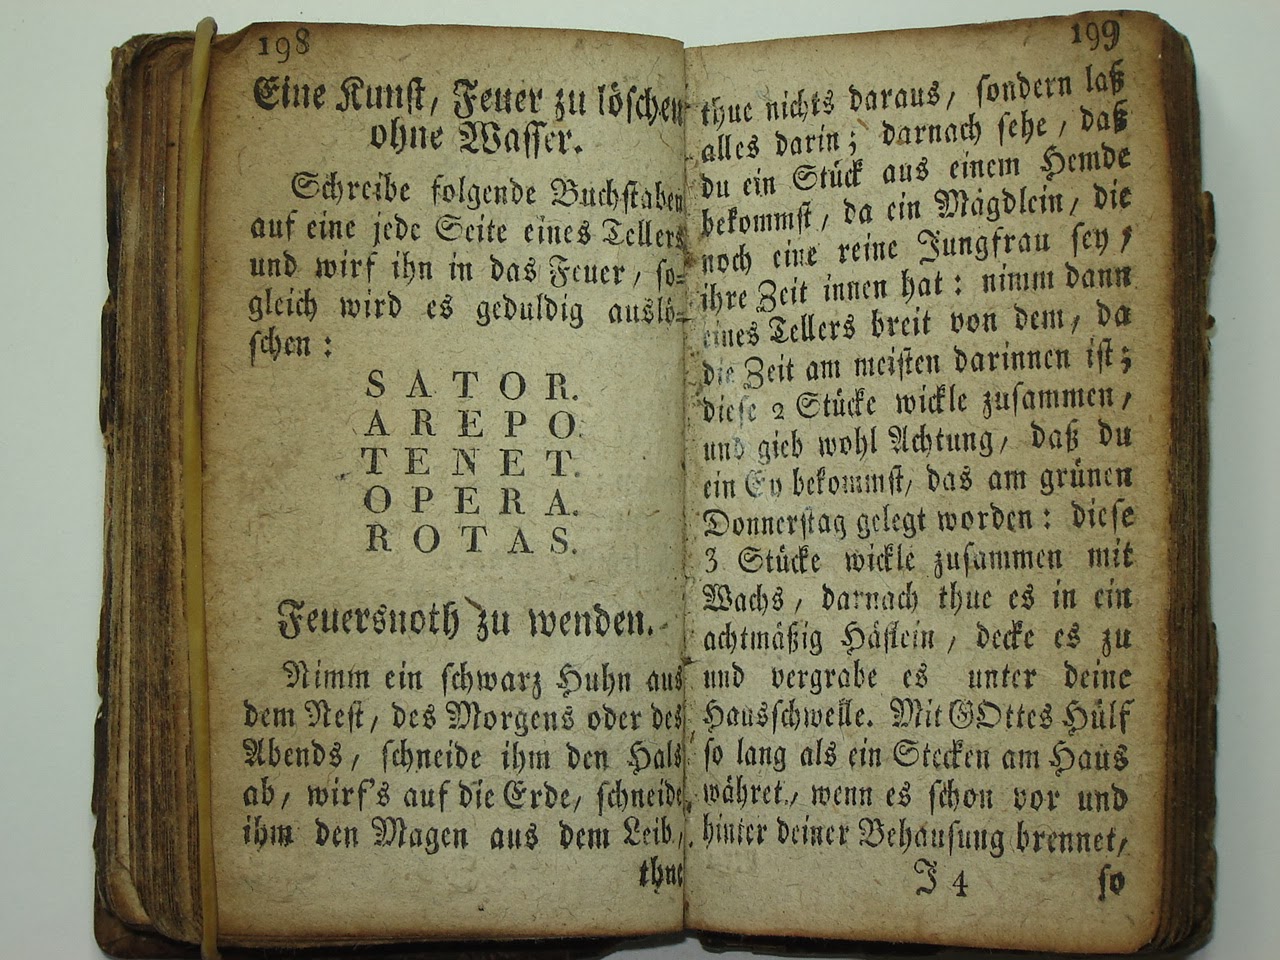 198
Eine Kunst, Feuer zu löschen
ohne Wasser.
Schreibe folgende Buchstaben
auf eine jede Seite eines Tellers
und wirf ihn in das Feuer, so-
gleich wird es geduldig auslö-
schen:
S A T O R.
A R E P O.
T E N E T.
O P E R A.
R O T A S.
Feuersnoth zu wenden.
Nimm ein schwarz Huhn aus
dem Nest, des Morgens oder des
Abends, schneide ihm den Hals
ab, wirf's auf die Erde, schneide
ihm den Magen aus dem Leib,
thue
199
thue nichts daraus, sondern laß
alles darin; darnach sehe, daß
du ein Stück aus einem Hemde
bekommst, da ein Mägdlein, die
noch eine reine Jungfrau sey,
ihre Zeit innen hat: nimm dann
eines Tellers breit von dem, da
die Zeit am meisten darinnen ist;
diese 2 Stücke wickle zusammen,
und gieb wohl Achtung, daß du
ein Ey bekommst, das am grünen
Donnerstag gelegt worden: diese
3 Stücke wickle zusammen mit
Wachs, darnach thue es in ein
achtmäßig Häflein, decke es zu
und vergrabe es unter deine
Hausschwelle. Mit GOttes Hülf
so lang als ein Stecken am Haus
währet, wenn es schon vor und
hinter deiner Behausung brennet,
J 4 so